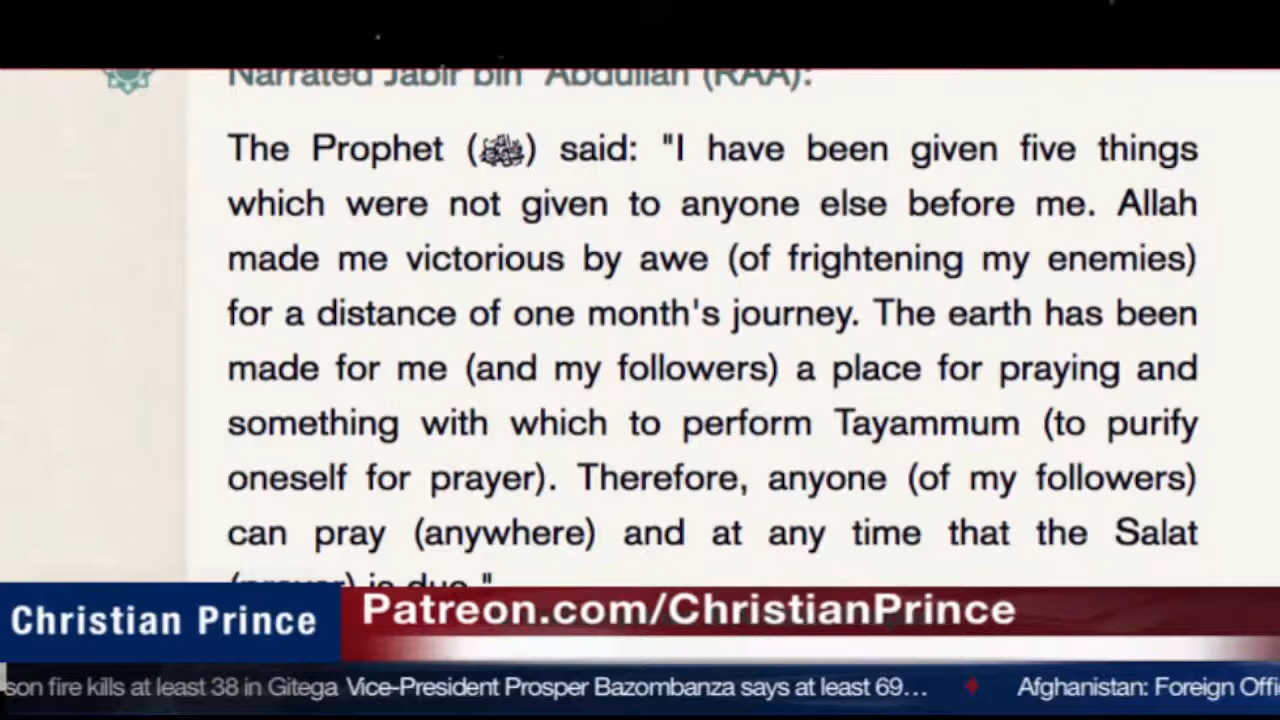 Narrated Jabir bin 'Abdullah (RAA):
The Prophet (ﷺ) said: "I have been given five things
which were not given to anyone else before me. Allah
made me victorious by awe (of frightening my enemies)
for a distance of one month's journey. The earth has been
made for me (and my followers) a place for praying and
something with which to perform Tayammum (to purify
oneself for prayer). Therefore, anyone (of my followers)
can pray (anywhere) and at any time that the Salat
(prayer) is due."
Christian Prince
Patreon.com/ChristianPrince
son fire kills at least 38 in Gitega Vice-President Prosper Bazombanza says at least 69... Afghanistan: Foreign Offi